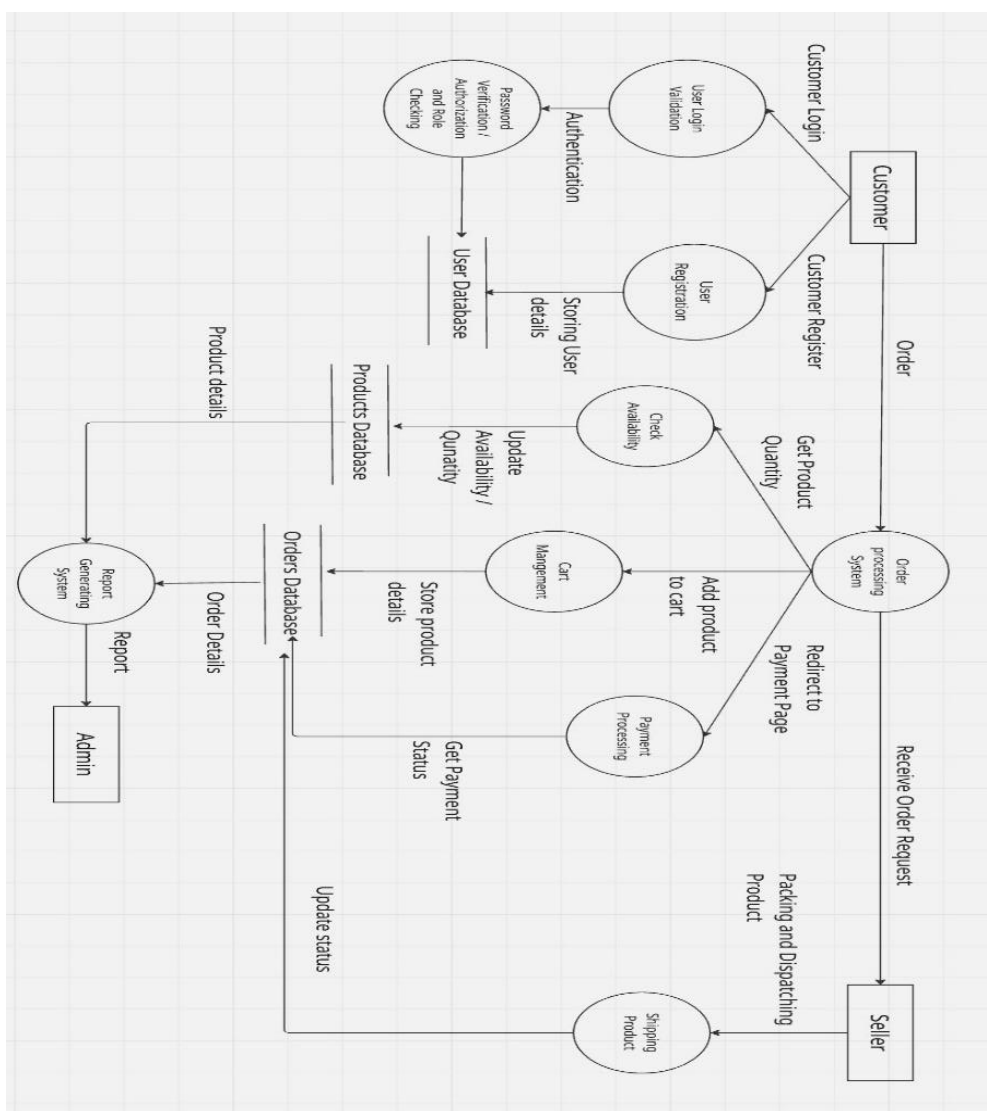 Customer
Order
Order
processing
System
Receive Order Request
Seller
Customer Login
Customer Register
Get Product
Quantity
Add product
to cart
Redirect to
Payment Page
Packing and Dispatching
Product
User Login
Validation
User
Registration
Check
Availability
Cart
Mangement
Payment
Processing
Shipping
Product
Authentication
Storing User
details
Update
Availability /
Qunatity
Store product
details
Get Payment
Status
Update status
Password
Verification /
Authorization
and Role
Checking
User Database
Products Database
Orders Database
Product details
Order Details
Report
Generating
System
Report
Admin